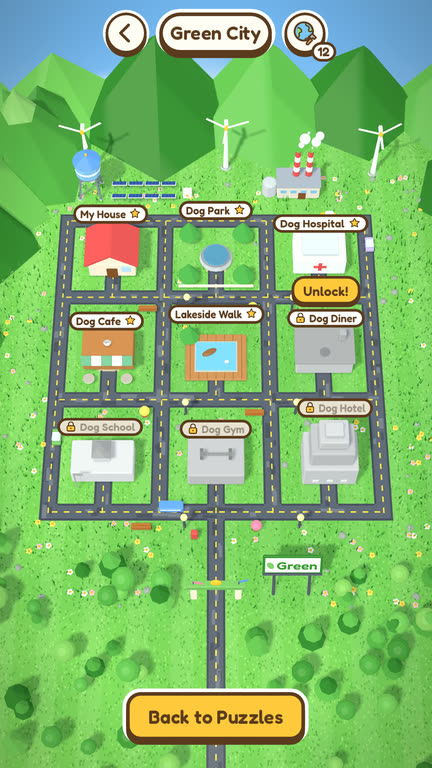 Green City
12
My House
Dog Park
Dog Hospital
Unlock!
Dog Cafe
Lakeside Walk
Dog Diner
Dog School
Dog Gym
Dog Hotel
Green
Back to Puzzles